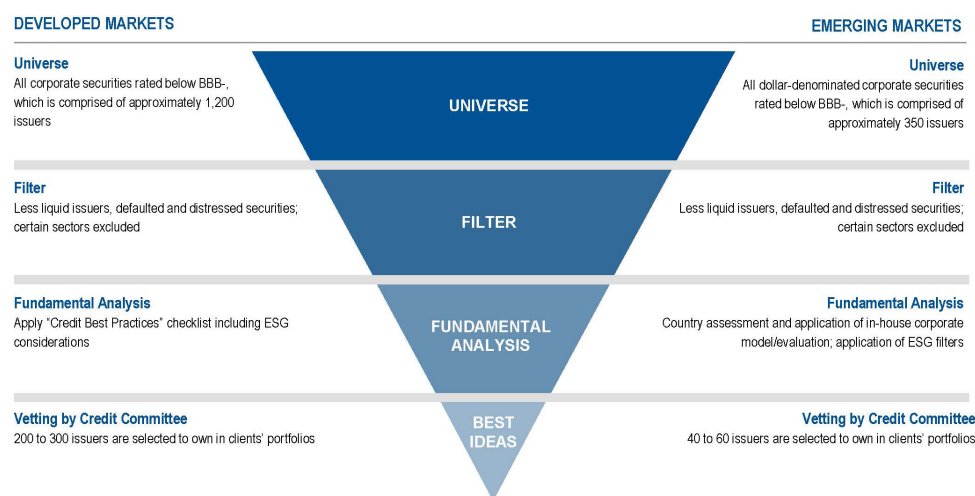 DEVELOPED MARKETS
EMERGING MARKETS
Universe
All corporate securities rated below BBB-,
which is comprised of approximately 1,200
issuers
UNIVERSE
Universe
All dollar-denominated corporate securities
rated below BBB-, which is comprised of
approximately 350 issuers
Filter
Less liquid issuers, defaulted and distressed securities;
certain sectors excluded
FILTER
Filter
Less liquid issuers, defaulted and distressed securities;
certain sectors excluded
Fundamental Analysis
Apply “Credit Best Practices” checklist including ESG
considerations
FUNDAMENTAL
ANALYSIS
Fundamental Analysis
Country assessment and application of in-house corporate
model/evaluation; application of ESG filters
Vetting by Credit Committee
200 to 300 issuers are selected to own in clients’ portfolios
BEST
IDEAS
Vetting by Credit Committee
40 to 60 issuers are selected to own in clients’ portfolios